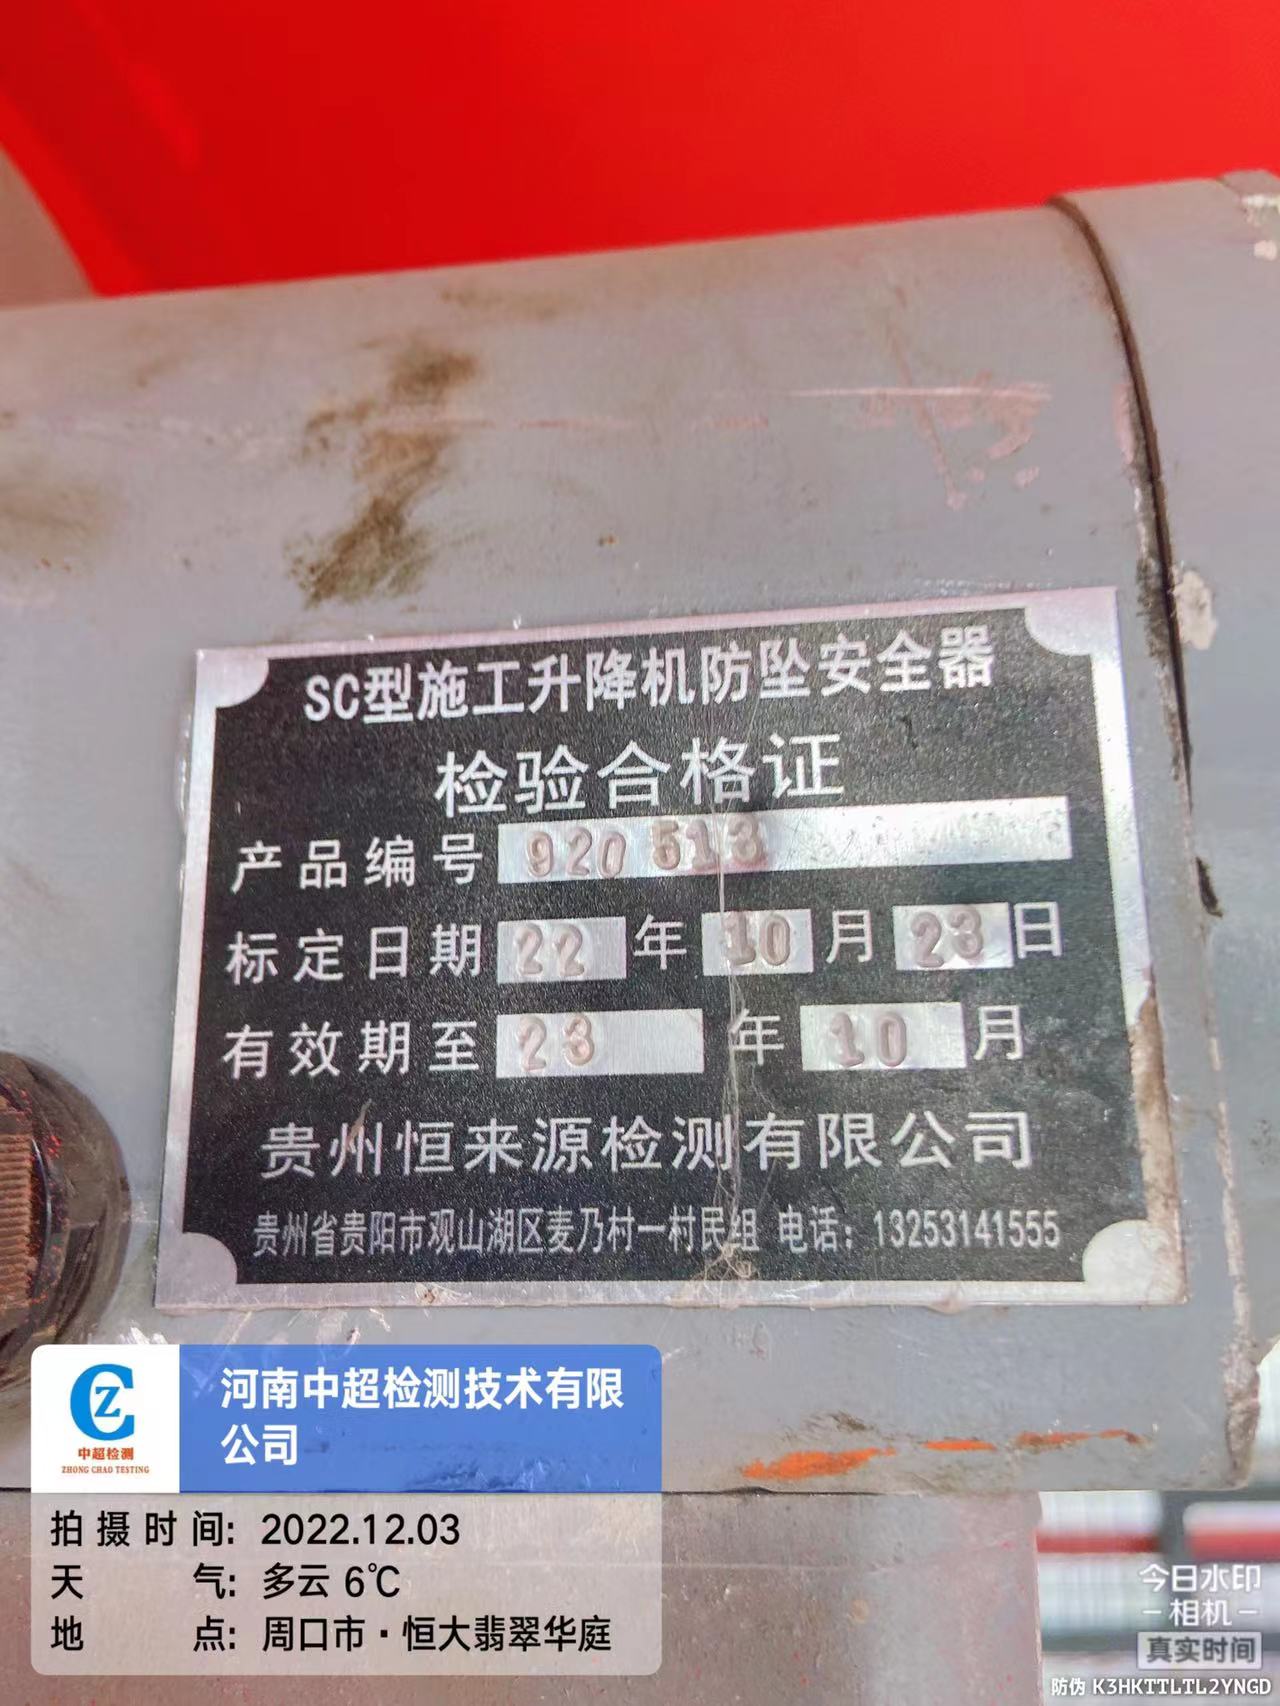 SC型施工升降机防坠安全器
检验合格证
产品编号 920 513
标定日期 22 年 10 月 23 日
有效期至 23 年 10 月
贵州恒来源检测有限公司
贵州省贵阳市观山湖区麦乃村一村民组 电话：13253141555
中超检测
ZHONG CHAO TESTING
河南中超检测技术有限
公司
拍摄时间: 2022.12.03
天气: 多云 6℃
地点: 周口市·恒大翡翠华庭
今日水印
-相机-
真实时间
防伪 K3HKTTLTL2YNGD